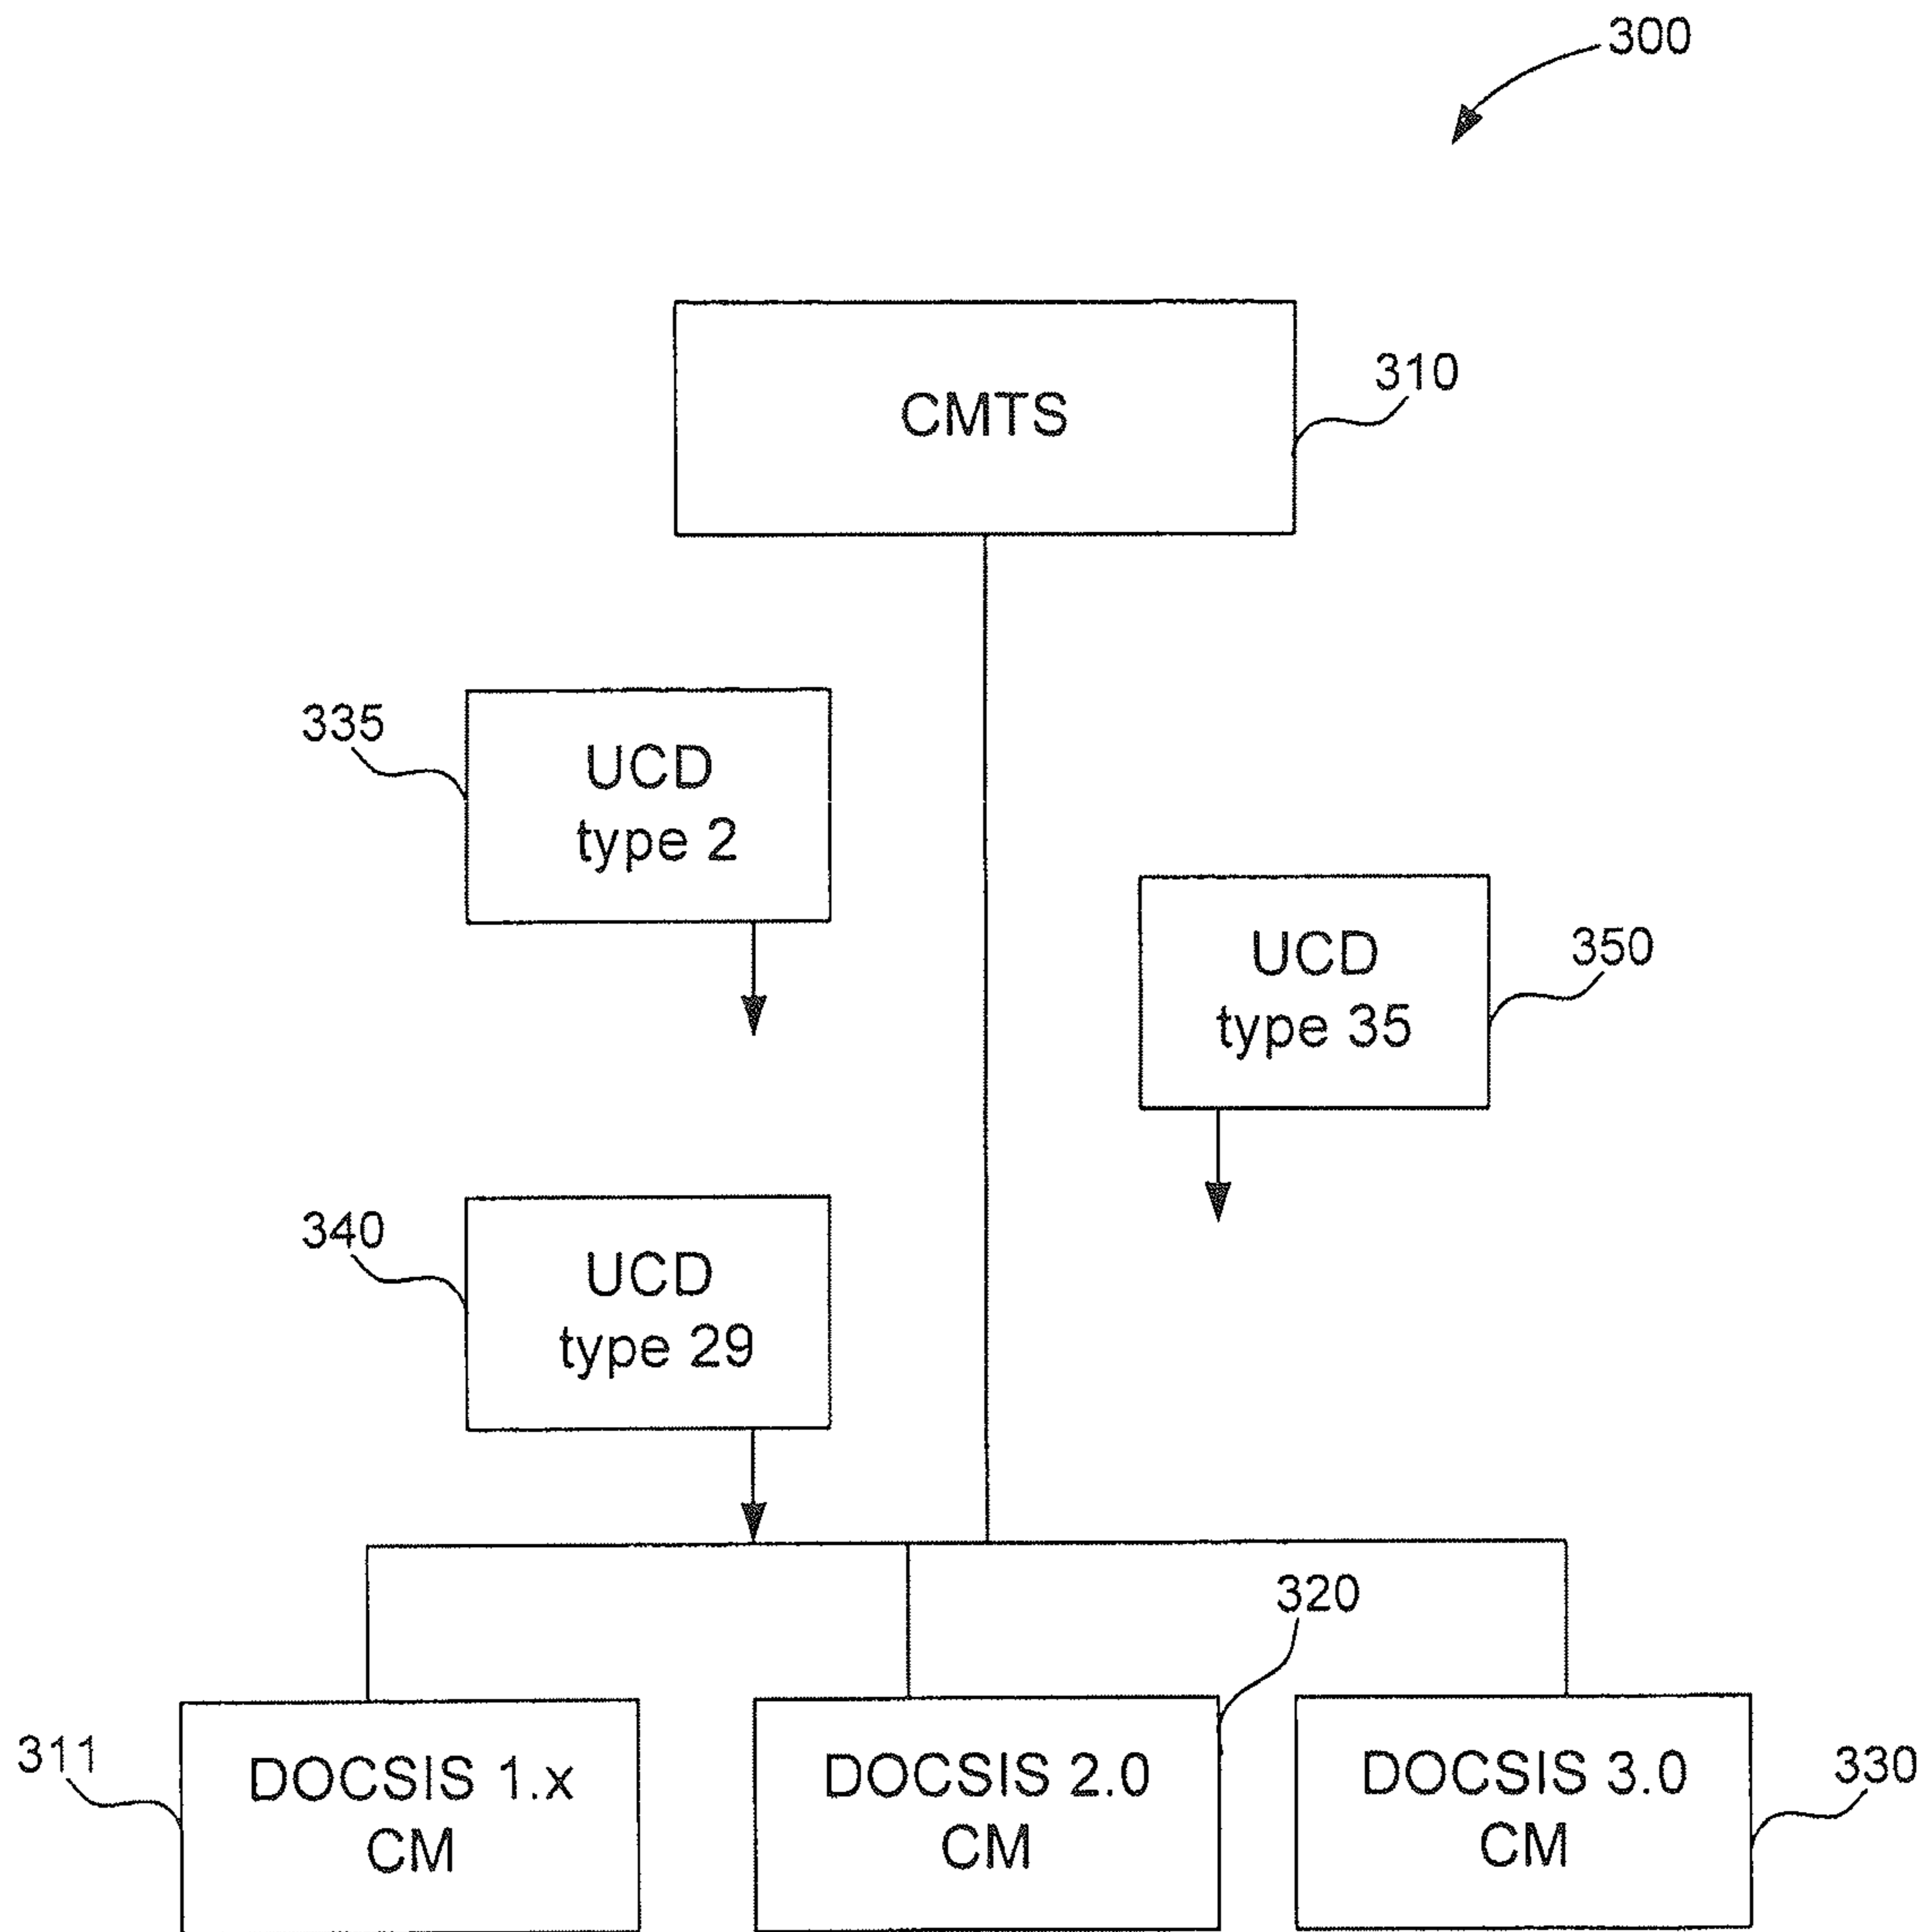 300
CMTS
310
335
UCD
type 2
UCD
type 35
350
340
UCD
type 29
320
311
DOCSIS 1.x
CM
DOCSIS 2.0
CM
DOCSIS 3.0
CM
330